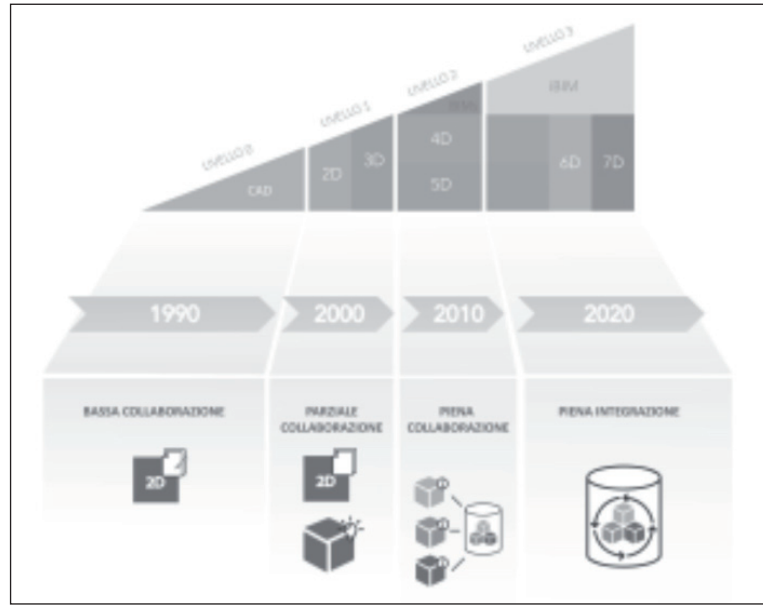 LIVELLO 3
LIVELLO 2
LIVELLO 1
LIVELLO 0
iBIM
4D
2D
3D
5D
6D
7D
CAD
1990
2000
2010
2020
BASSA COLLABORAZIONE
PARZIALE
COLLABORAZIONE
PIENA
COLLABORAZIONE
PIENA INTEGRAZIONE
2D
2D